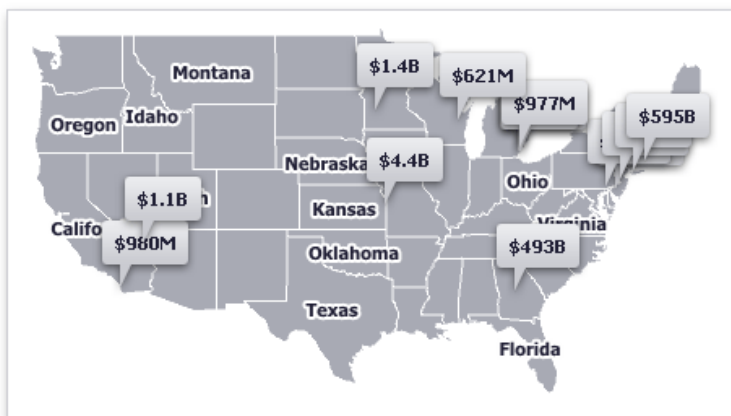 $1.4B
Montana
$621M
$977M
Oregon
Idaho
$595B
Nebraska
$4.4B
Ohio
$1.1B
Kansas
Virginia
$980M
$493B
Oklahoma
Texas
Florida